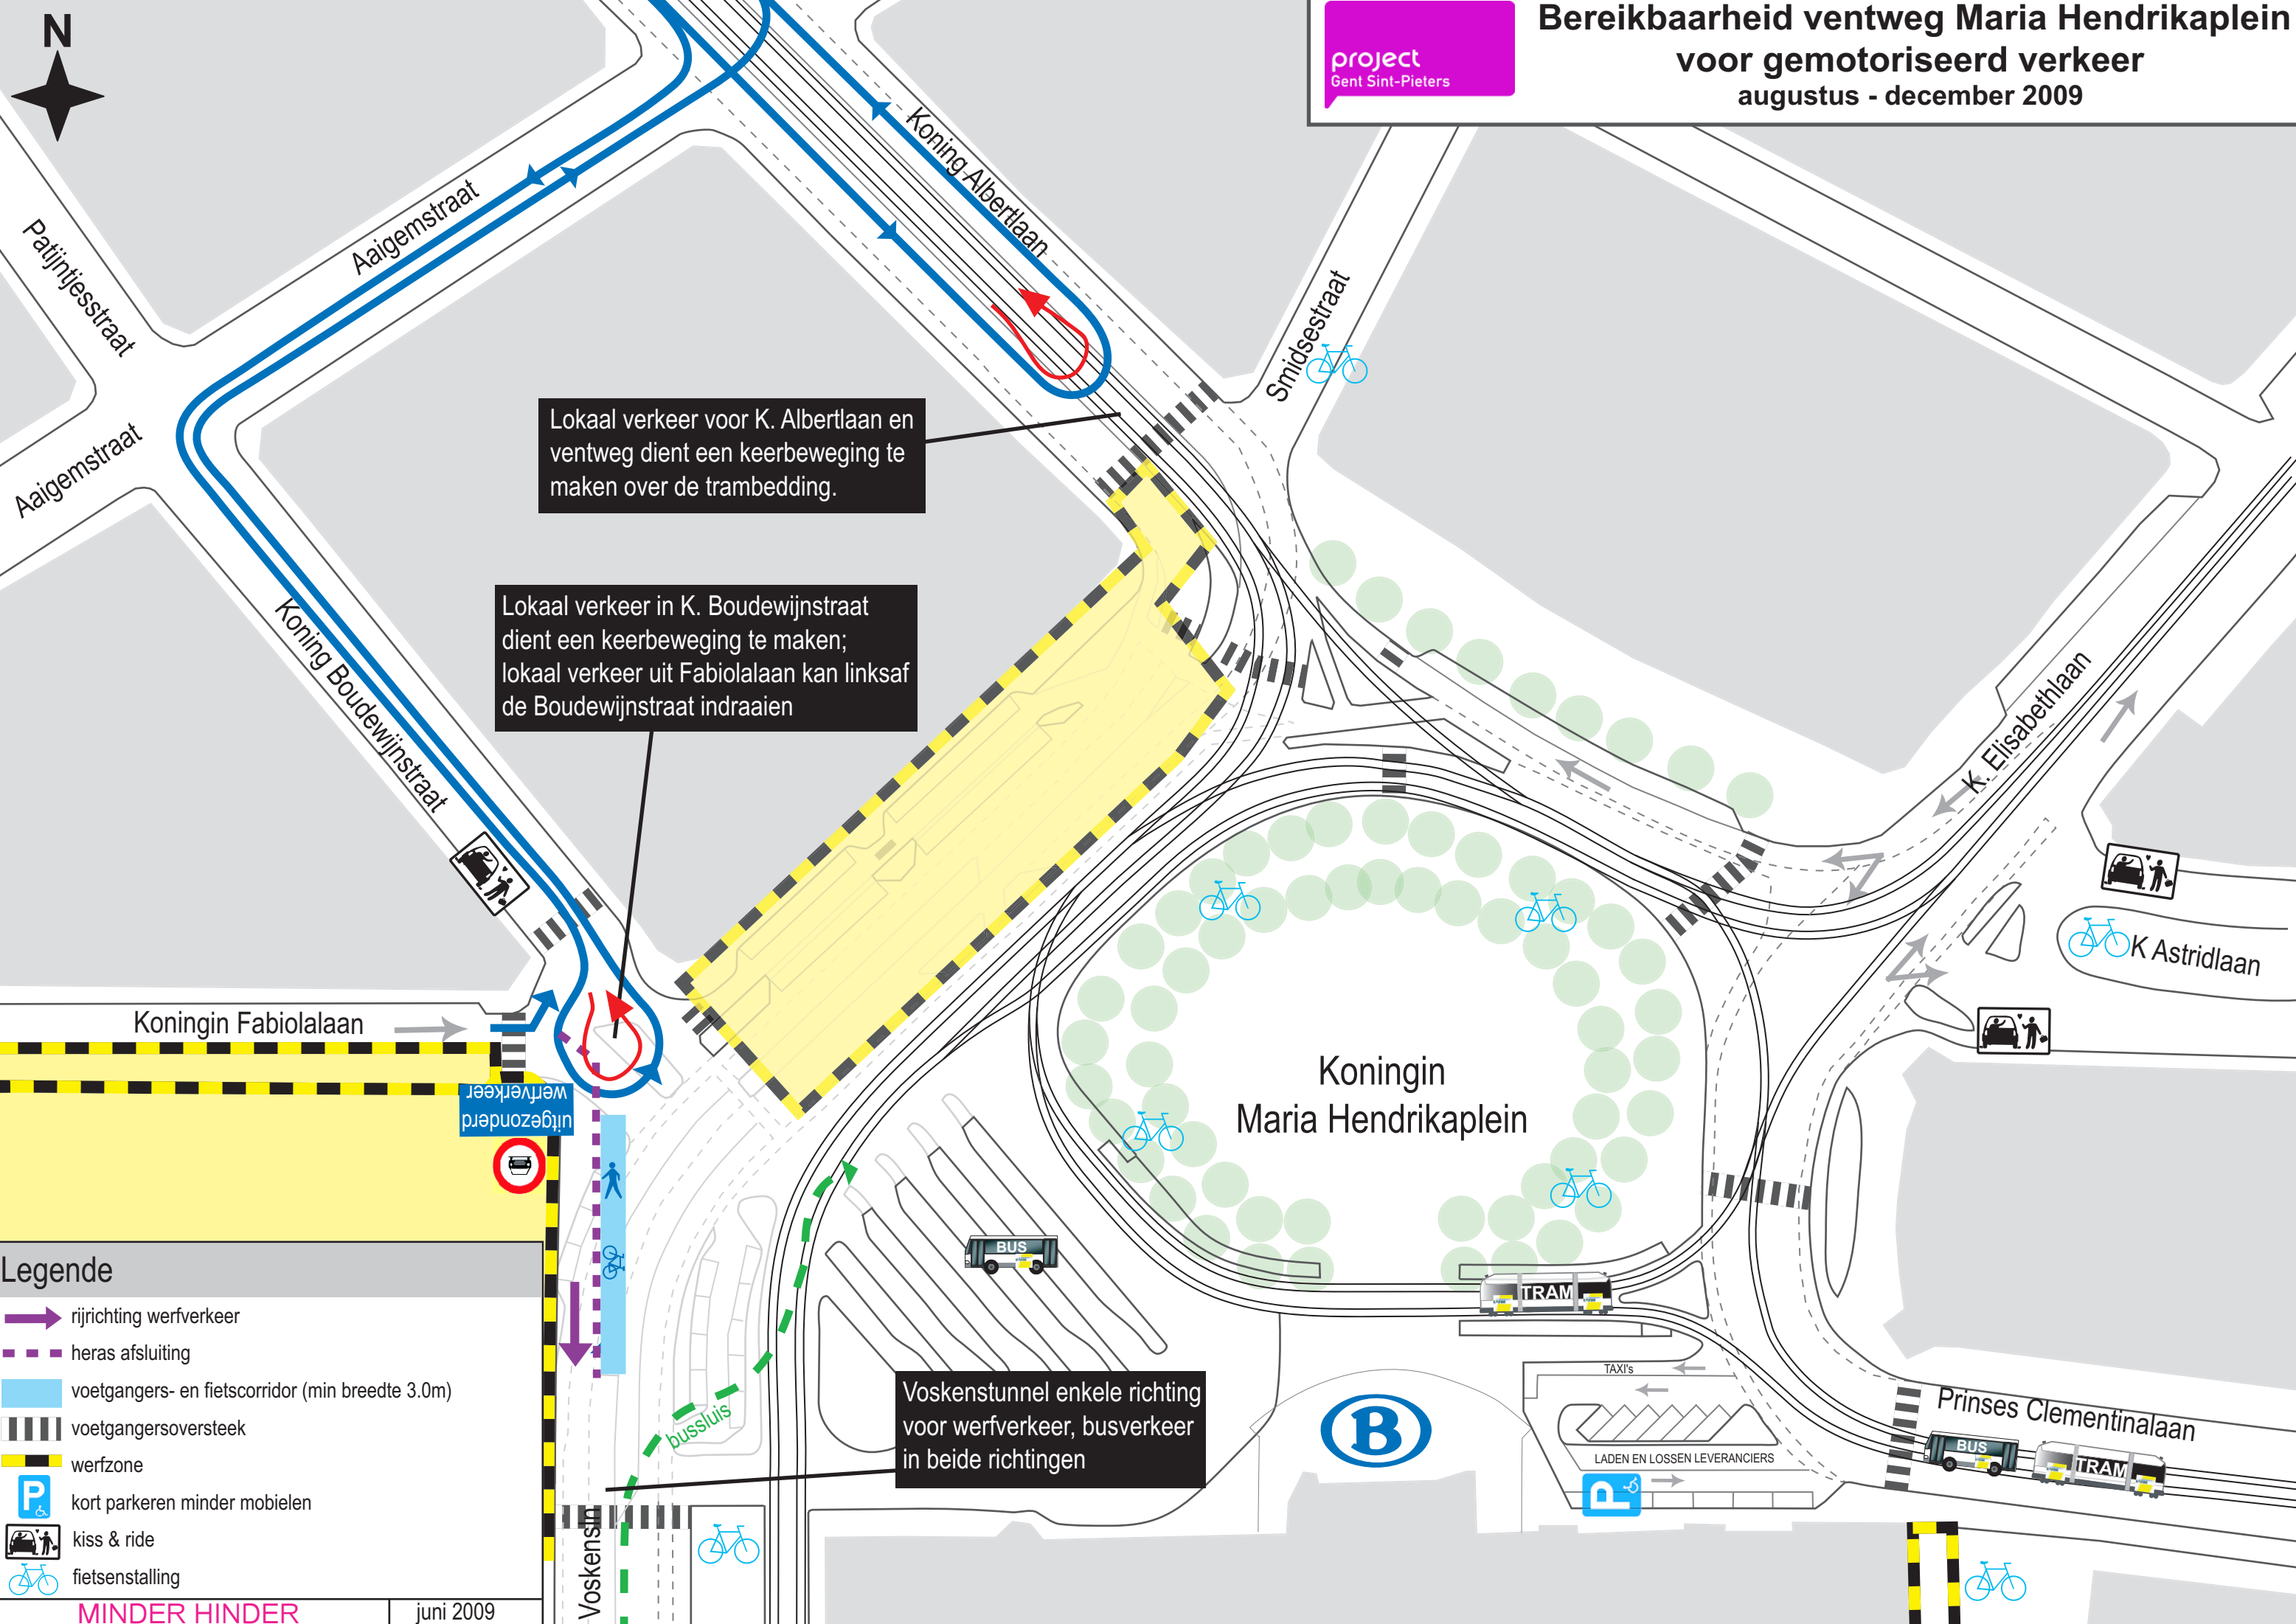 N
project
Gent Sint-Pieters
Bereikbaarheid ventweg Maria Hendrikaplein
voor gemotoriseerd verkeer
augustus - december 2009
Koning Albertlaan
Aaigemstraat
Patijntjesstraat
Smidsestraat
Lokaal verkeer voor K. Albertlaan en
ventweg dient een keerbeweging te
maken over de trambedding.
Aaigemstraat
Lokaal verkeer in K. Boudewijnstraat
dient een keerbeweging te maken;
lokaal verkeer uit Fabiolalaan kan linksaf
de Boudewijnstraat indraaien
Koning Boudewijnstraat
K. Elisabethlaan
K Astridlaan
Koningin Fabiolalaan
Koningin
Maria Hendrikaplein
uitgezonderd
werfverkeer
BUS
TRAM
bussluis
Voskenstunnel enkele richting
voor werfverkeer, busverkeer
in beide richtingen
B
TAXI's
LADEN EN LOSSEN LEVERANCIERS
P
Prinses Clementinalaan
BUS
TRAM
Voskensln
Legende
rijrichting werfverkeer
heras afsluiting
voetgangers- en fietscorridor (min breedte 3.0m)
voetgangersoversteek
werfzone
P
kort parkeren minder mobielen
kiss & ride
fietsenstalling
MINDER HINDER
juni 2009